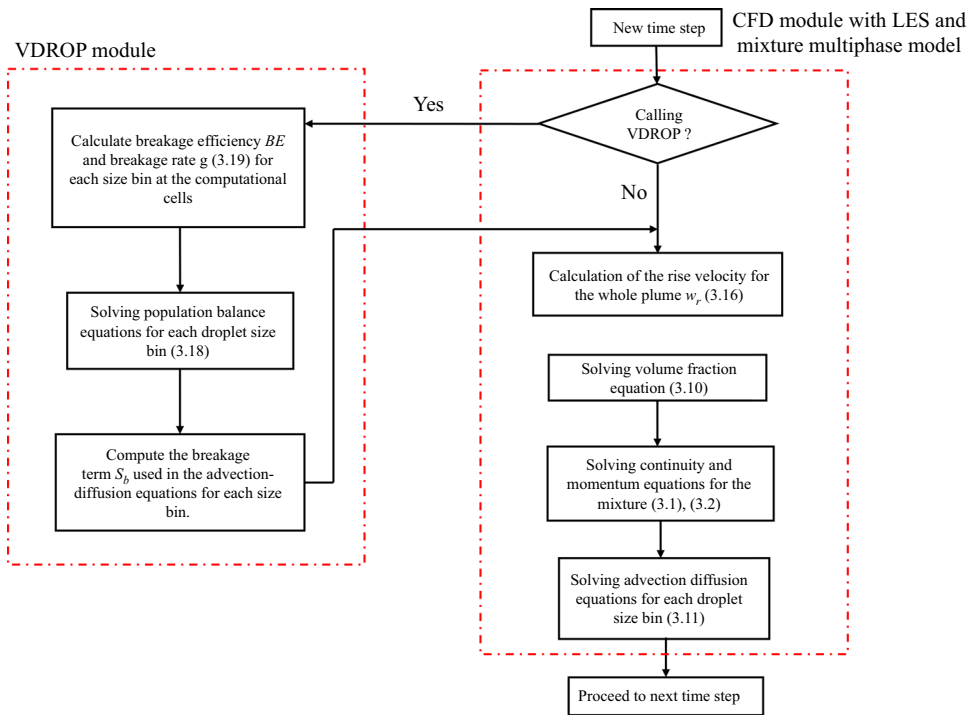 VDROP module
Calculate breakage efficiency BE
and breakage rate g (3.19) for
each size bin at the computational
cells
Solving population balance
equations for each droplet size
bin (3.18)
Compute the breakage
term S_b used in the advection-
diffusion equations for each size
bin.
Yes
CFD module with LES and
mixture multiphase model
New time step
Calling
VDROP ?
No
Calculation of the rise velocity for
the whole plume w_r (3.16)
Solving volume fraction
equation (3.10)
Solving continuity and
momentum equations for the
mixture (3.1), (3.2)
Solving advection diffusion
equations for each droplet
size bin (3.11)
Proceed to next time step